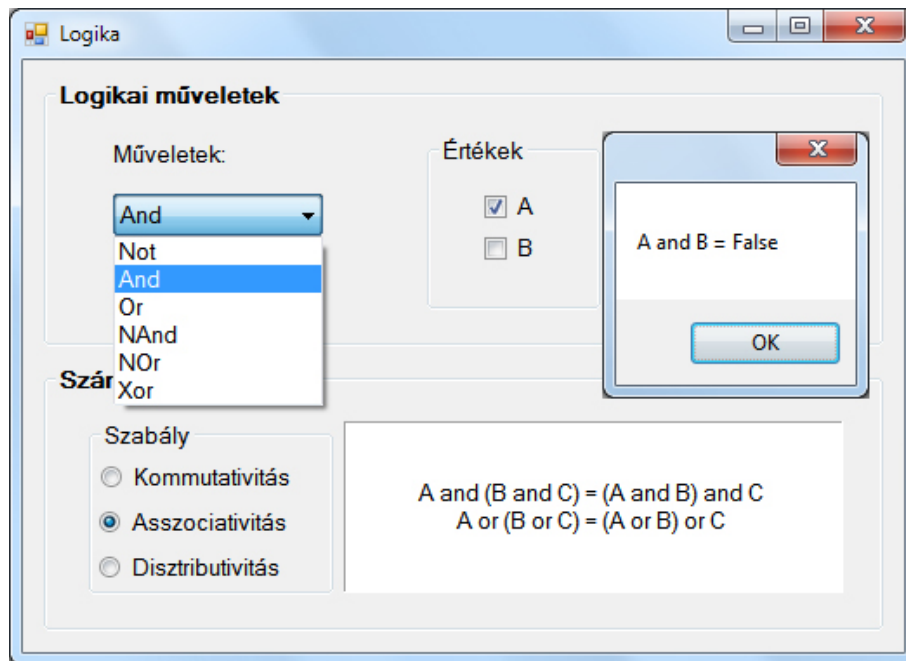 Logika
Logikai műveletek
Műveletek:
And
Not
And
Or
NAnd
NOr
Xor
Értékek
A
B
A and B = False
OK
Szabály
Kommutativitás
Asszociativitás
Disztributivitás
A and (B and C) = (A and B) and C
A or (B or C) = (A or B) or C